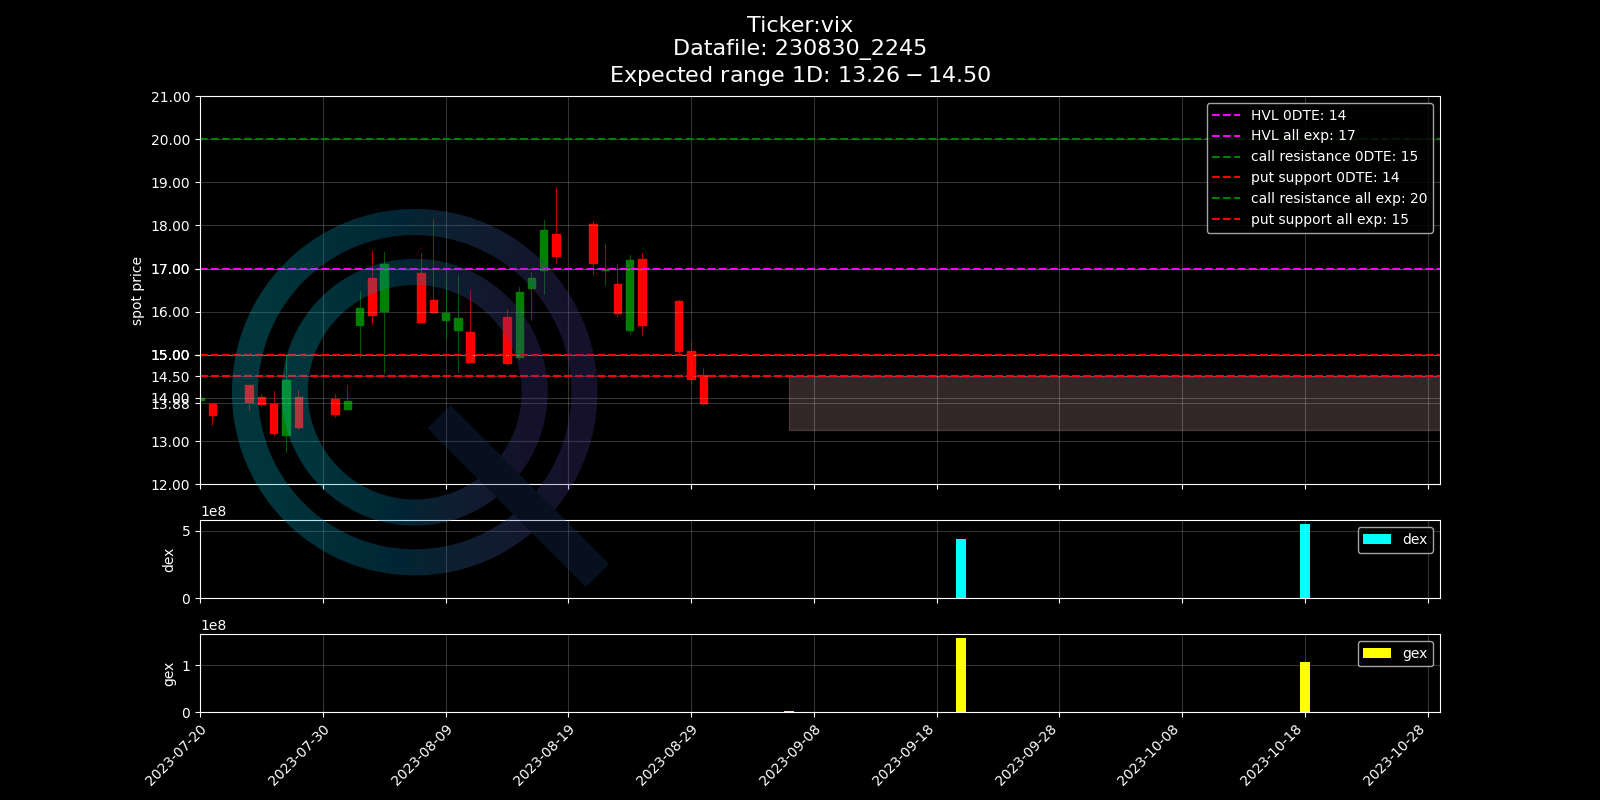 Ticker:vix
Datafile: 230830_2245
Expected range 1D: 13.26 − 14.50
21.00
20.00
19.00
18.00
17.00
16.00
15.00
14.50
14.00
13.88
13.00
12.00
spot price
HVL 0DTE: 14
HVL all exp: 17
call resistance 0DTE: 15
put support 0DTE: 14
call resistance all exp: 20
put support all exp: 15
1e8
5
0
dex
dex
1e8
1
0
gex
gex
2023-07-20
2023-07-30
2023-08-09
2023-08-19
2023-08-29
2023-09-08
2023-09-18
2023-09-28
2023-10-08
2023-10-18
2023-10-28